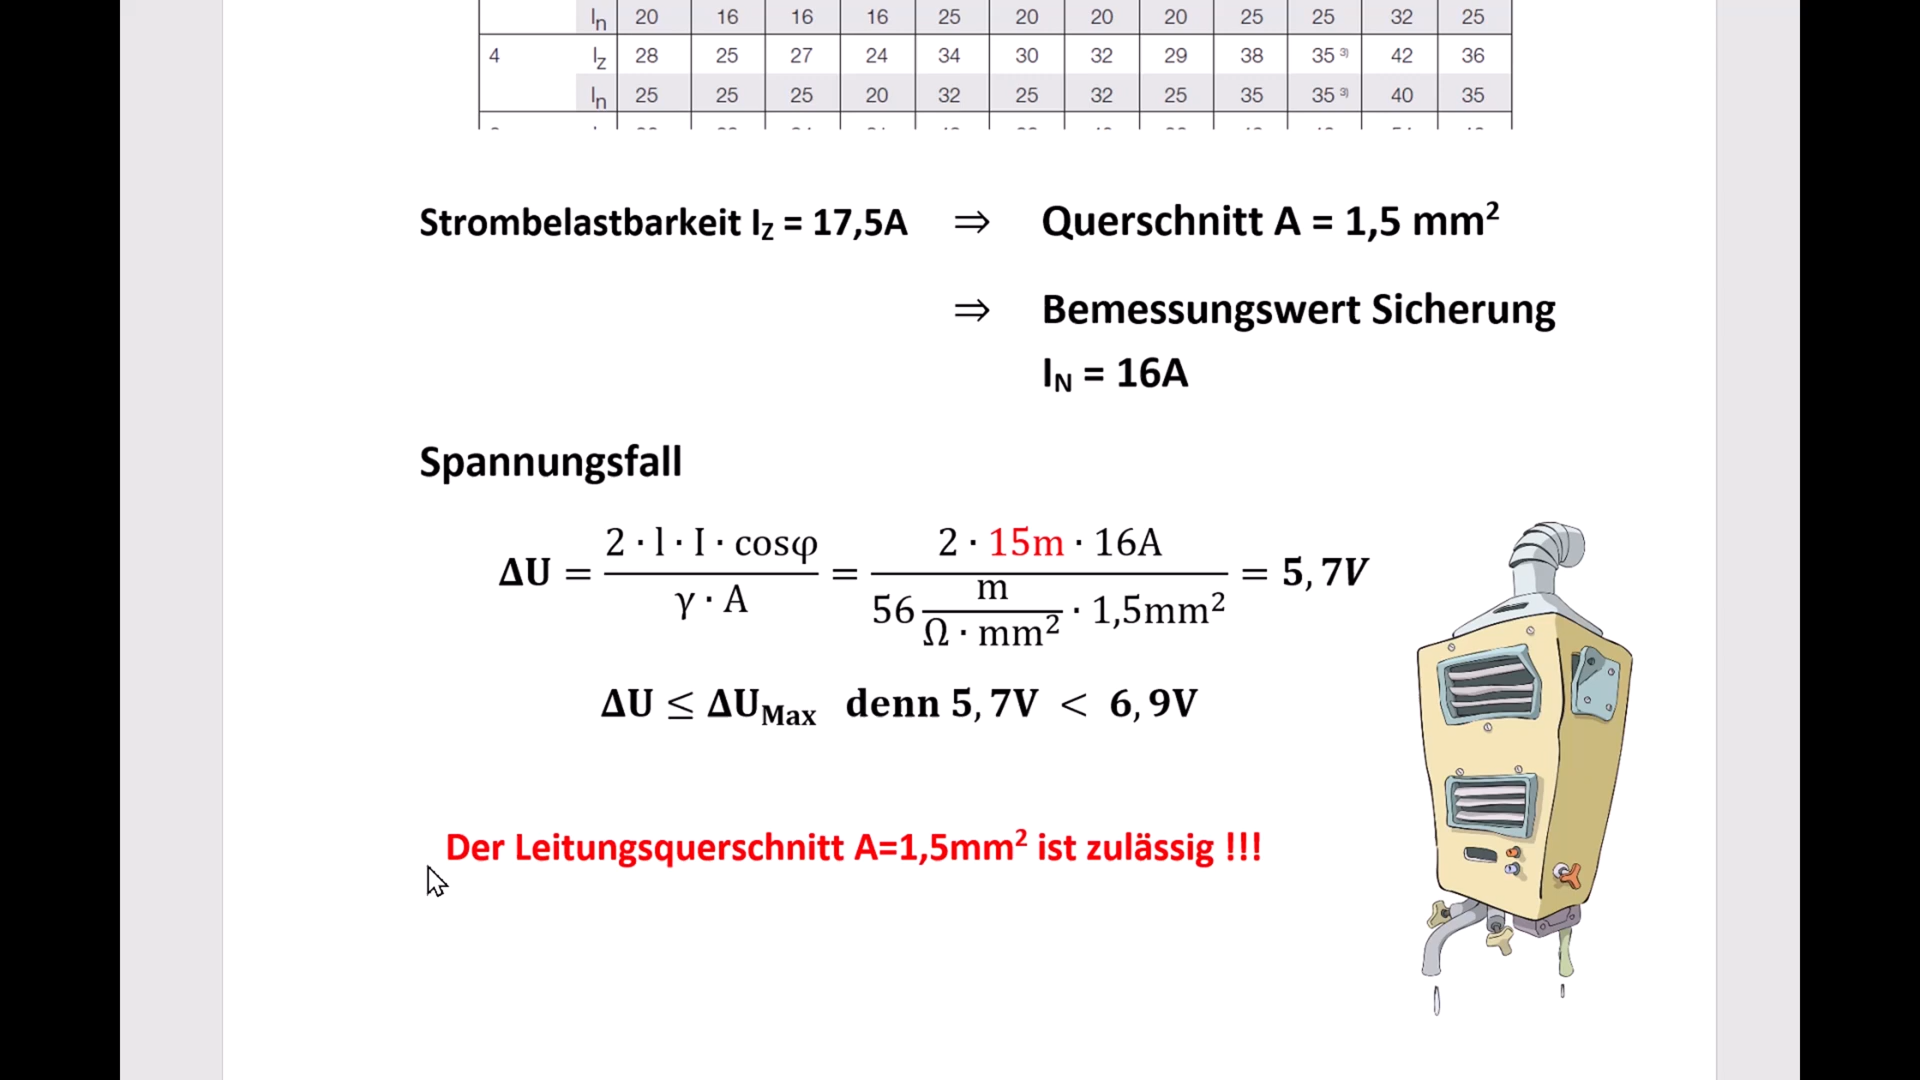 In 20 16 16 16 25 20 20 20 25 25 32 25
4 Iz 28 25 27 24 34 30 32 29 38 35 3) 42 36
In 25 25 25 20 32 25 32 25 35 35 3) 40 35
Strombelastbarkeit IZ = 17,5A ⇒ Querschnitt A = 1,5 mm²
⇒ Bemessungswert Sicherung
IN = 16A
Spannungsfall
ΔU = (2 · l · I · cosφ) / (γ · A) = (2 · 15m · 16A) / (56 m/(Ω · mm²) · 1,5mm²) = 5,7V
ΔU ≤ ΔUMax denn 5,7V < 6,9V
Der Leitungsquerschnitt A=1,5mm² ist zulässig !!!